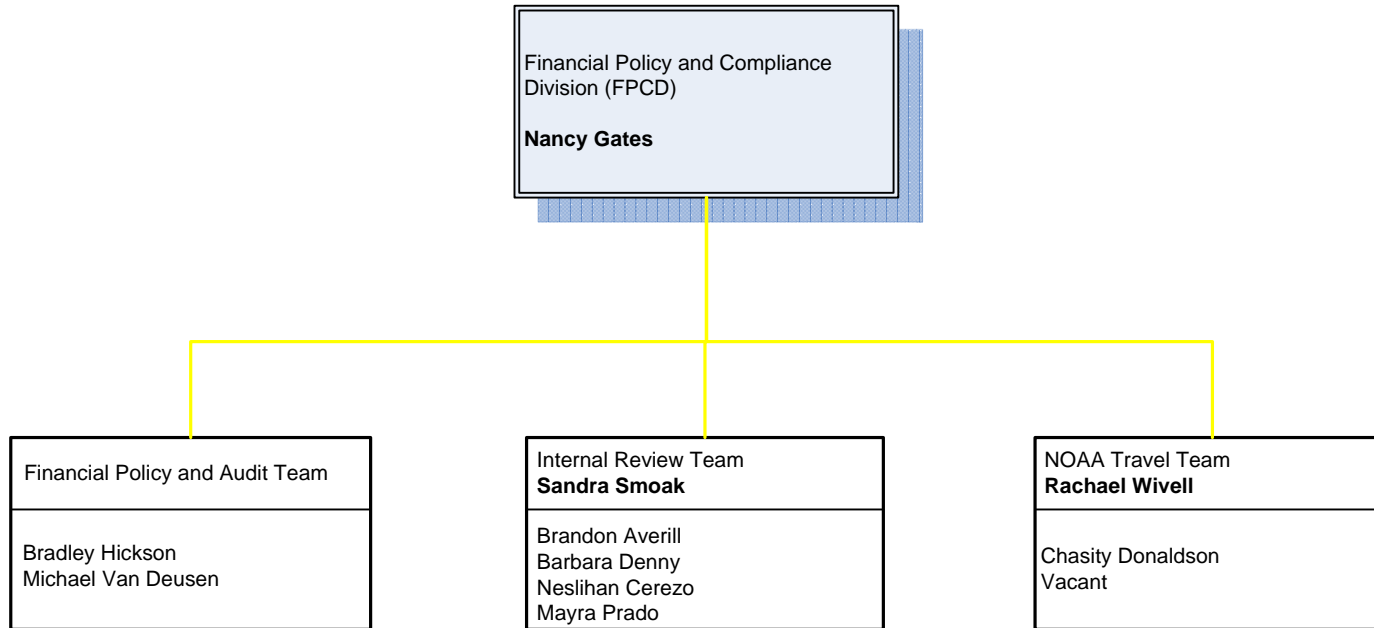 Financial Policy and Compliance
Division (FPCD)
Nancy Gates
Financial Policy and Audit Team
Bradley Hickson
Michael Van Deusen
Internal Review Team
Sandra Smoak
Brandon Averill
Barbara Denny
Neslihan Cerezo
Mayra Prado
NOAA Travel Team
Rachael Wivell
Chasity Donaldson
Vacant